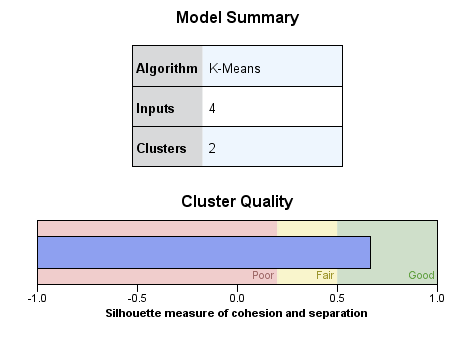 Model Summary
Algorithm K-Means
Inputs 4
Clusters 2
Cluster Quality
Poor Fair Good
-1.0 -0.5 0.0 0.5 1.0
Silhouette measure of cohesion and separation